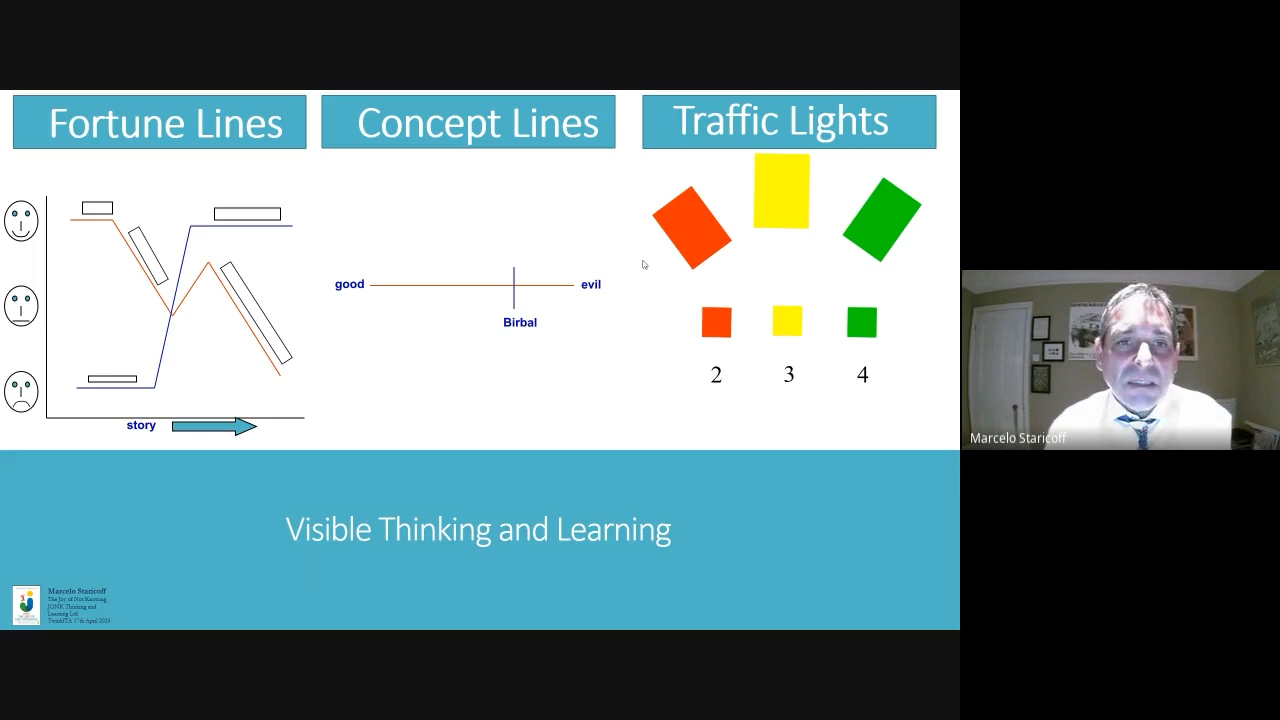 Fortune Lines
Concept Lines
Traffic Lights
good
evil
Birbal
2
3
4
story
Visible Thinking and Learning
Marcelo Staricoff
The Joy of Not Knowing
JONK Thinking and
Learning Ltd
Marcelo Staricoff